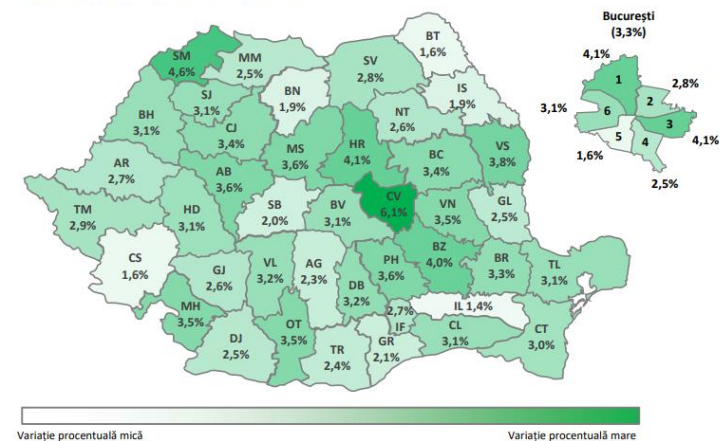 București
(3,3%)
BT
1,6%
SM
4,6%
MM
2,5%
SV
2,8%
4,1%
1
2
2,8%
3,1%
6
3
4,1%
5
4
1,6%
2,5%
BN
1,9%
IS
1,9%
SJ
3,1%
BH
3,1%
NT
2,6%
CJ
3,4%
MS
3,6%
HR
4,1%
VS
3,8%
BC
3,4%
AR
2,7%
AB
3,6%
CV
6,1%
TM
2,9%
HD
3,1%
SB
2,0%
BV
3,1%
VN
3,5%
GL
2,5%
BZ
4,0%
CS
1,6%
GJ
2,6%
VL
3,2%
AG
2,3%
PH
3,6%
BR
3,3%
TL
3,1%
DB
3,2%
MH
3,5%
2,7%
IF
IL 1,4%
OT
3,5%
DJ
2,5%
TR
2,4%
GR
2,1%
CL
3,1%
CT
3,0%
Variație procentuală mică
Variație procentuală mare